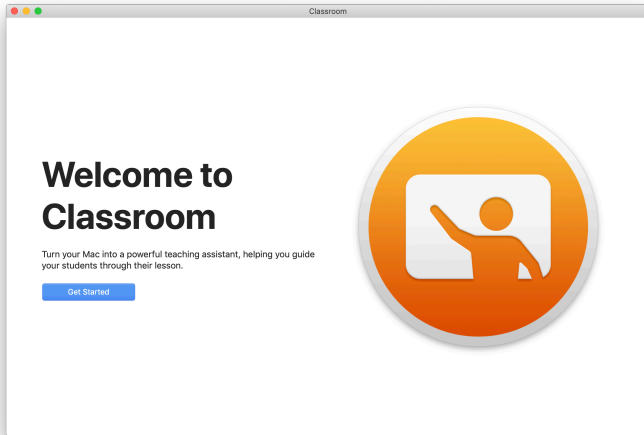 Classroom
Welcome to
Classroom
Turn your Mac into a powerful teaching assistant, helping you guide
your students through their lesson.
Get Started